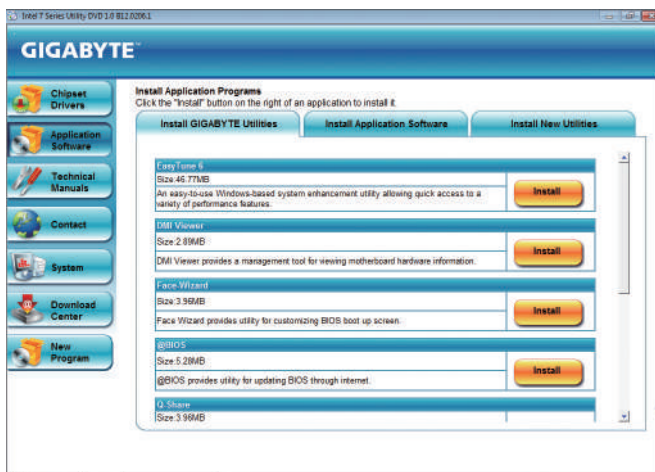 Intel 7 Series Utility DVD 1.0 B12.0206.1
GIGABYTE™
Chipset
Drivers
Application
Software
Technical
Manuals
Contact
System
Download
Center
New
Program
Install Application Programs
Click the "Install" button on the right of an application to install it.
Install GIGABYTE Utilities
Install Application Software
Install New Utilities
EasyTune 6
Size:46.77MB
An easy-to-use Windows-based system enhancement utility allowing quick access to a
variety of performance features.
Install
DMI Viewer
Size:2.89MB
DMI Viewer provides a management tool for viewing motherboard hardware information.
Install
Face-Wizard
Size:3.96MB
Face Wizard provides utility for customizing BIOS boot up screen.
Install
@BIOS
Size:5.28MB
@BIOS provides utility for updating BIOS through internet.
Install
Q-Share
Size:3.96MB